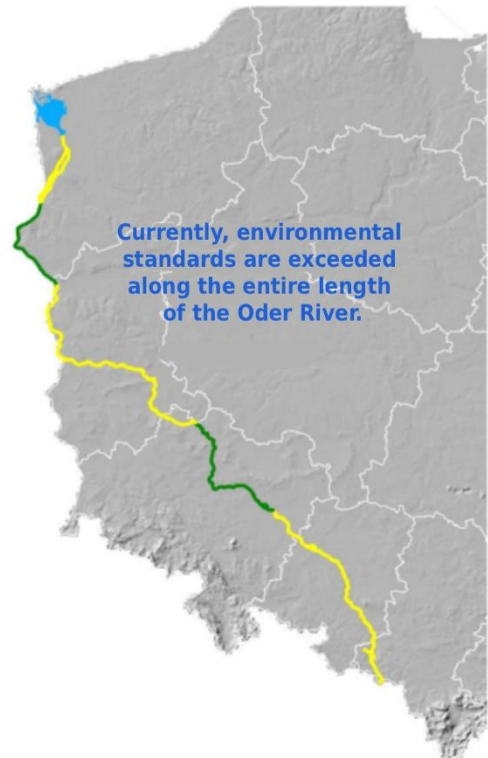 Currently, environmental
standards are exceeded
along the entire length
of the Oder River.